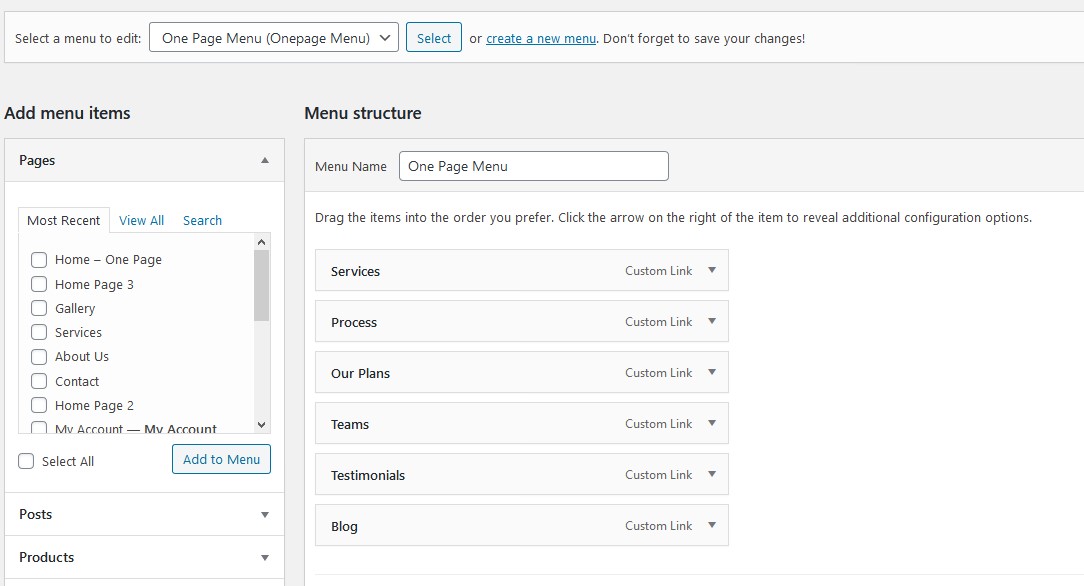 Select a menu to edit: One Page Menu (Onepage Menu) Select or create a new menu. Don't forget to save your changes!
Add menu items
Menu structure
Pages
Menu Name One Page Menu
Most Recent View All Search
Drag the items into the order you prefer. Click the arrow on the right of the item to reveal additional configuration options.
Home – One Page
Home Page 3
Gallery
Services
About Us
Contact
Home Page 2
My Account — My Account
Select All Add to Menu
Posts
Products
Services Custom Link
Process Custom Link
Our Plans Custom Link
Teams Custom Link
Testimonials Custom Link
Blog Custom Link